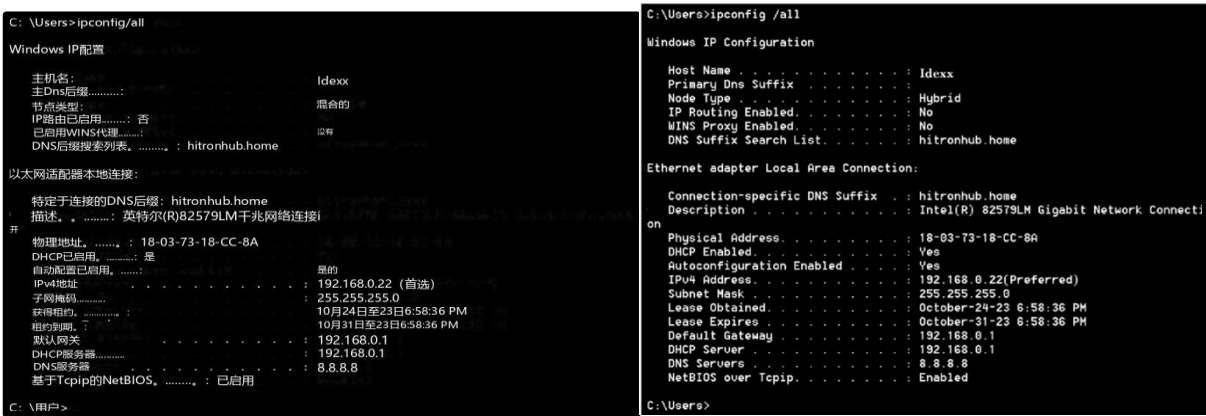 C: \Users>ipconfig/all
Windows IP配置
主机名: Idexx
主Dns后缀..........:
节点类型: 混合的
IP路由已启用........: 否
已启用WINS代理........: 没有
DNS后缀搜索列表。........。: hitronhub.home
以太网适配器本地连接:
特定于连接的DNS后缀: hitronhub.home
描述。。........: 英特尔(R)82579LM千兆网络连接i
开
物理地址。......。: 18-03-73-18-CC-8A
DHCP已启用。.........: 是
自动配置已启用。......: 是的
IPv4地址 . . . . . . . . . . . . : 192.168.0.22（首选）
子网掩码........... : 255.255.255.0
获得租约。............。: 10月24日至23日6:58:36 PM
租约到期。: 10月31日至23日6:58:36 PM
默认网关 . . . . . . . . . : 192.168.0.1
DHCP服务器........... : 192.168.0.1
DNS服务器 . . . . . . . . . . . . : 8.8.8.8
基于Tcpip的NetBIOS。........。: 已启用
C: \用户>
C:\Users>ipconfig /all
Windows IP Configuration
Host Name . . . . . . . . . . . . : Idexx
Primary Dns Suffix . . . . . . . :
Node Type . . . . . . . . . . . . : Hybrid
IP Routing Enabled. . . . . . . . : No
WINS Proxy Enabled. . . . . . . . : No
DNS Suffix Search List. . . . . . : hitronhub.home
Ethernet adapter Local Area Connection:
Connection-specific DNS Suffix . : hitronhub.home
Description . . . . . . . . . . . : Intel(R) 82579LM Gigabit Network Connecti
on
Physical Address. . . . . . . . . : 18-03-73-18-CC-8A
DHCP Enabled. . . . . . . . . . . : Yes
Autoconfiguration Enabled . . . . : Yes
IPv4 Address. . . . . . . . . . . : 192.168.0.22(Preferred)
Subnet Mask . . . . . . . . . . . : 255.255.255.0
Lease Obtained. . . . . . . . . . : October-24-23 6:58:36 PM
Lease Expires . . . . . . . . . . : October-31-23 6:58:36 PM
Default Gateway . . . . . . . . . : 192.168.0.1
DHCP Server . . . . . . . . . . . : 192.168.0.1
DNS Servers . . . . . . . . . . . : 8.8.8.8
NetBIOS over Tcpip. . . . . . . . : Enabled
C:\Users>